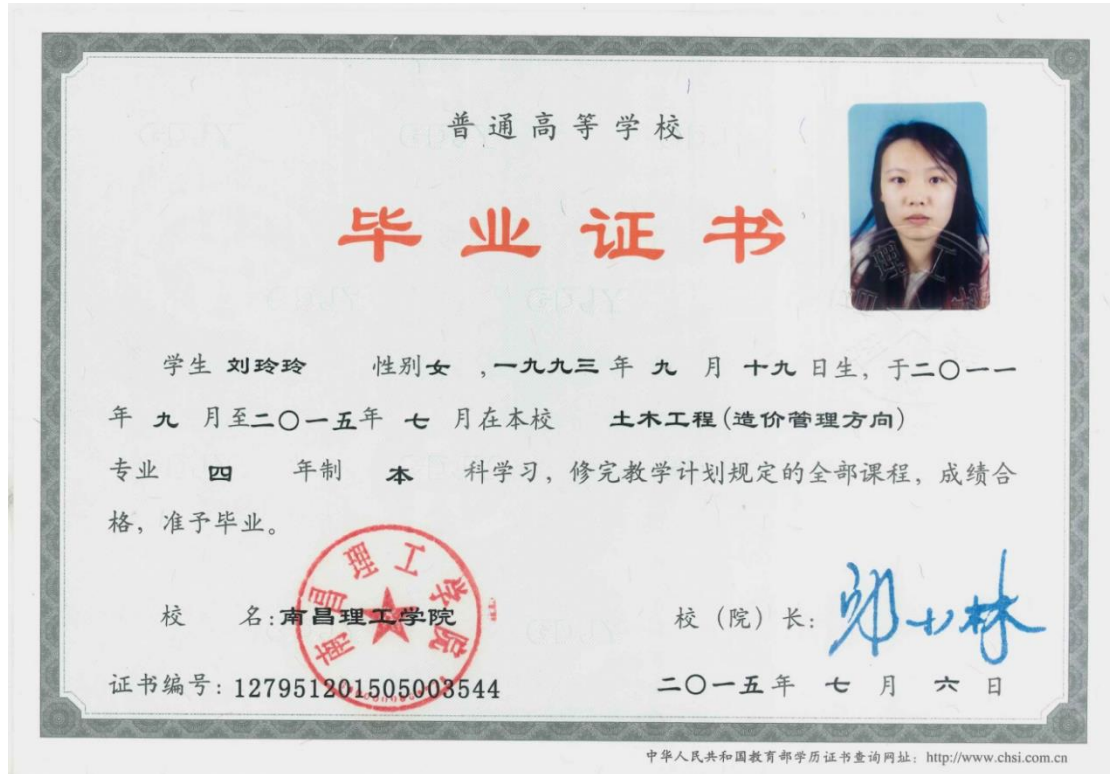 普通高等学校
毕业证书
学生 刘玲玲 性别女 ,一九九三 年 九 月 十九 日生, 于二〇一一
年 九 月至二〇一五年 七 月在本校 土木工程(造价管理方向)
专业 四 年制 本 科学习, 修完教学计划规定的全部课程, 成绩合
格, 准予毕业。
南昌理工学院
校 名:南昌理工学院 校 (院) 长:
证书编号: 127951201505003544 二〇一五年 七 月 六 日
中华人民共和国教育部学历证书查询网址: http://www.chsi.com.cn